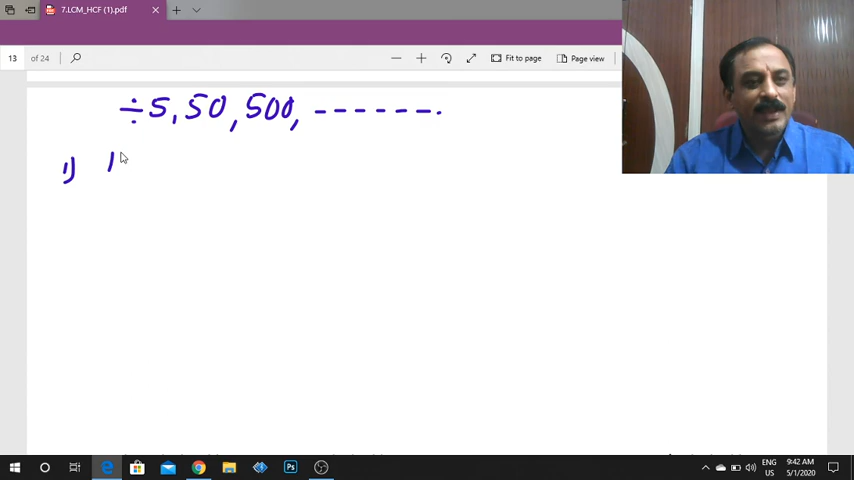 7.LCM_HCF (1).pdf
13 of 24 Fit to page Page view
÷5, 50, 500, ------.
1) 1
ENG 9:42 AM
US 5/1/2020